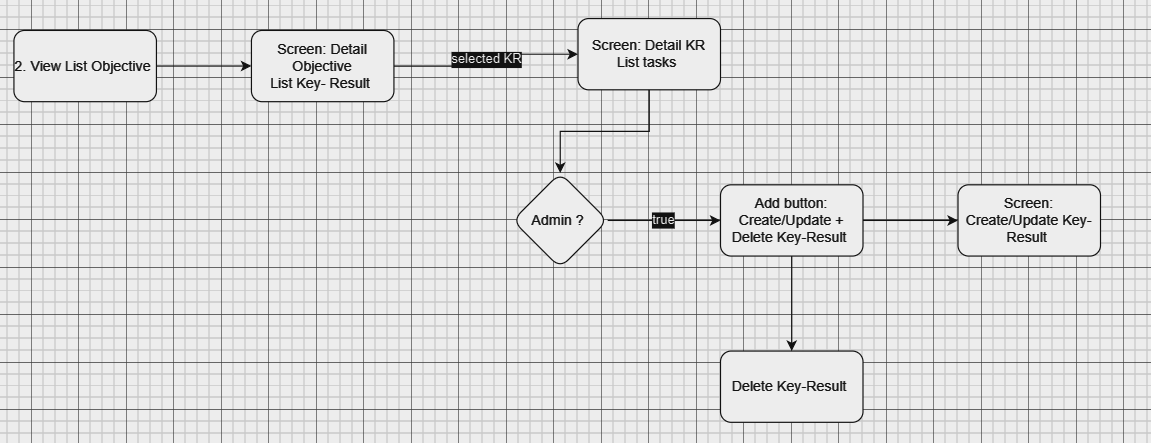 2. View List Objective
Screen: Detail
Objective
List Key- Result
selected KR
Screen: Detail KR
List tasks
Admin ?
true
Add button:
Create/Update +
Delete Key-Result
Screen:
Create/Update Key-
Result
Delete Key-Result